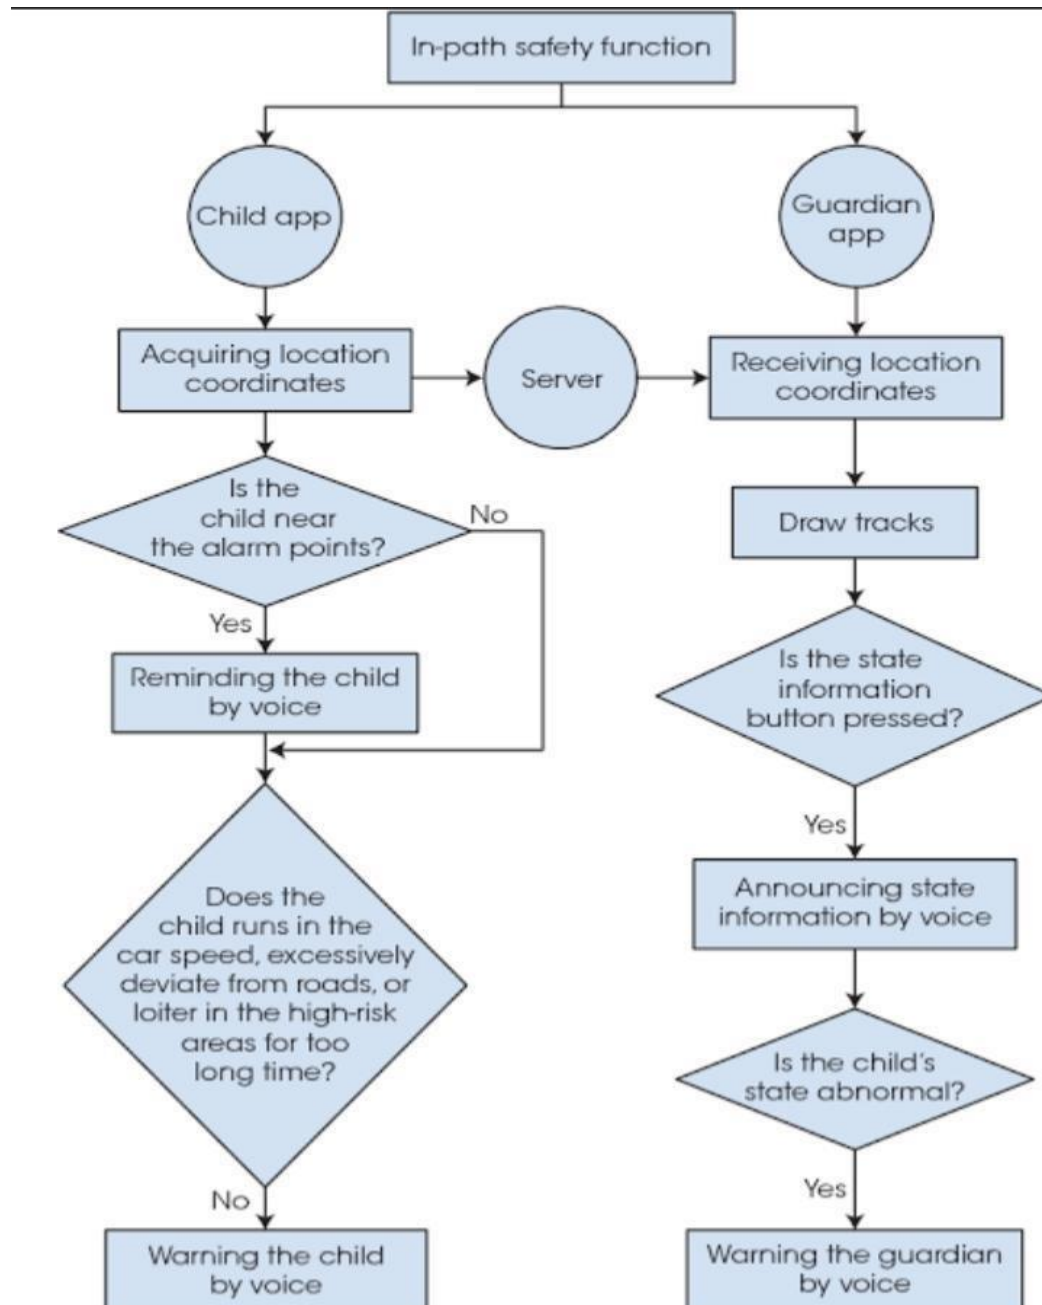 In-path safety function
Child app
Guardian
app
Acquiring location
coordinates
Server
Receiving location
coordinates
Is the
child near
the alarm points?
No
Draw tracks
Yes
Reminding the child
by voice
Is the state
information
button pressed?
Yes
Does the
child runs in the
car speed, excessively
deviate from roads, or
loiter in the high-risk
areas for too
long time?
Announcing state
information by voice
Is the child's
state abnormal?
No
Yes
Warning the child
by voice
Warning the guardian
by voice